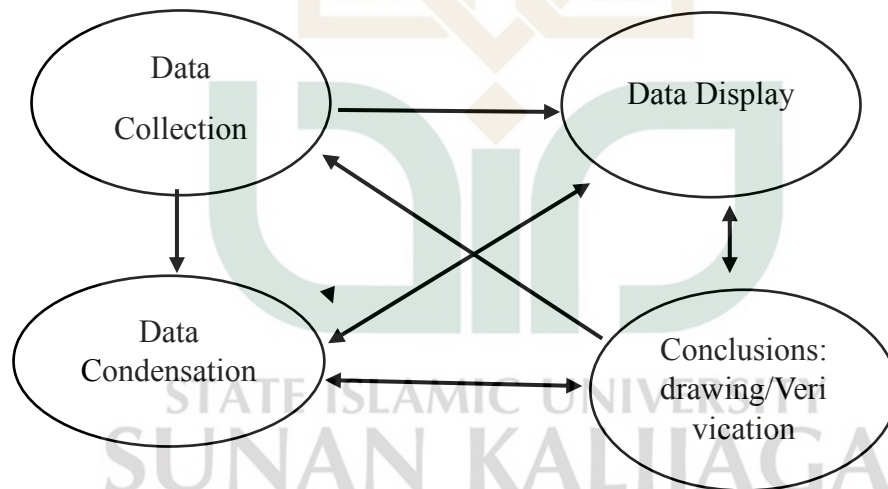 Data
Collection
Data Display
Data
Condensation
Conclusions:
drawing/Veri
vication
STATE ISLAMIC UNIVERSITY
SUNAN KALIJAGA